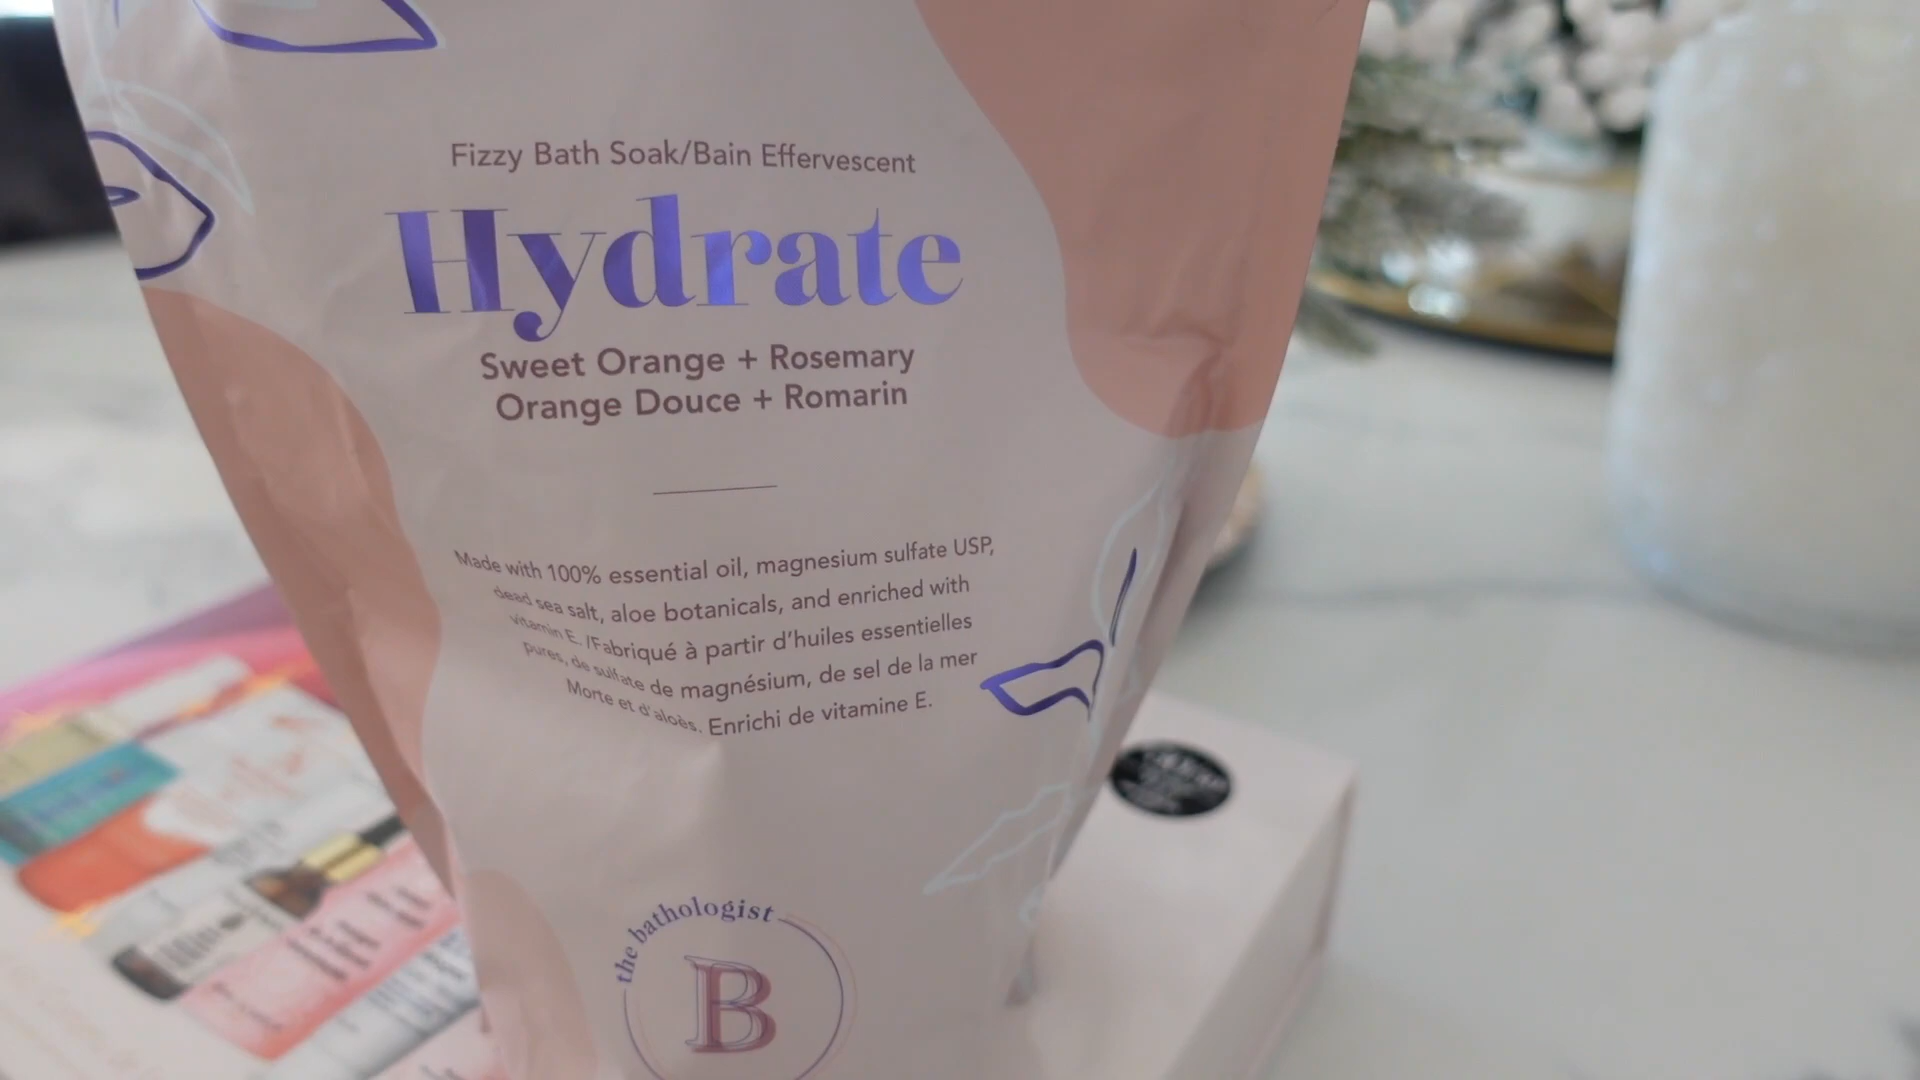 Fizzy Bath Soak/Bain Effervescent
Hydrate
Sweet Orange + Rosemary
Orange Douce + Romarin
Made with 100% essential oil, magnesium sulfate USP,
dead sea salt, aloe botanicals, and enriched with
vitamin E. /Fabriqué à partir d'huiles essentielles
pures, de sulfate de magnésium, de sel de la mer
Morte et d'aloès. Enrichi de vitamine E.
the bathologist
B